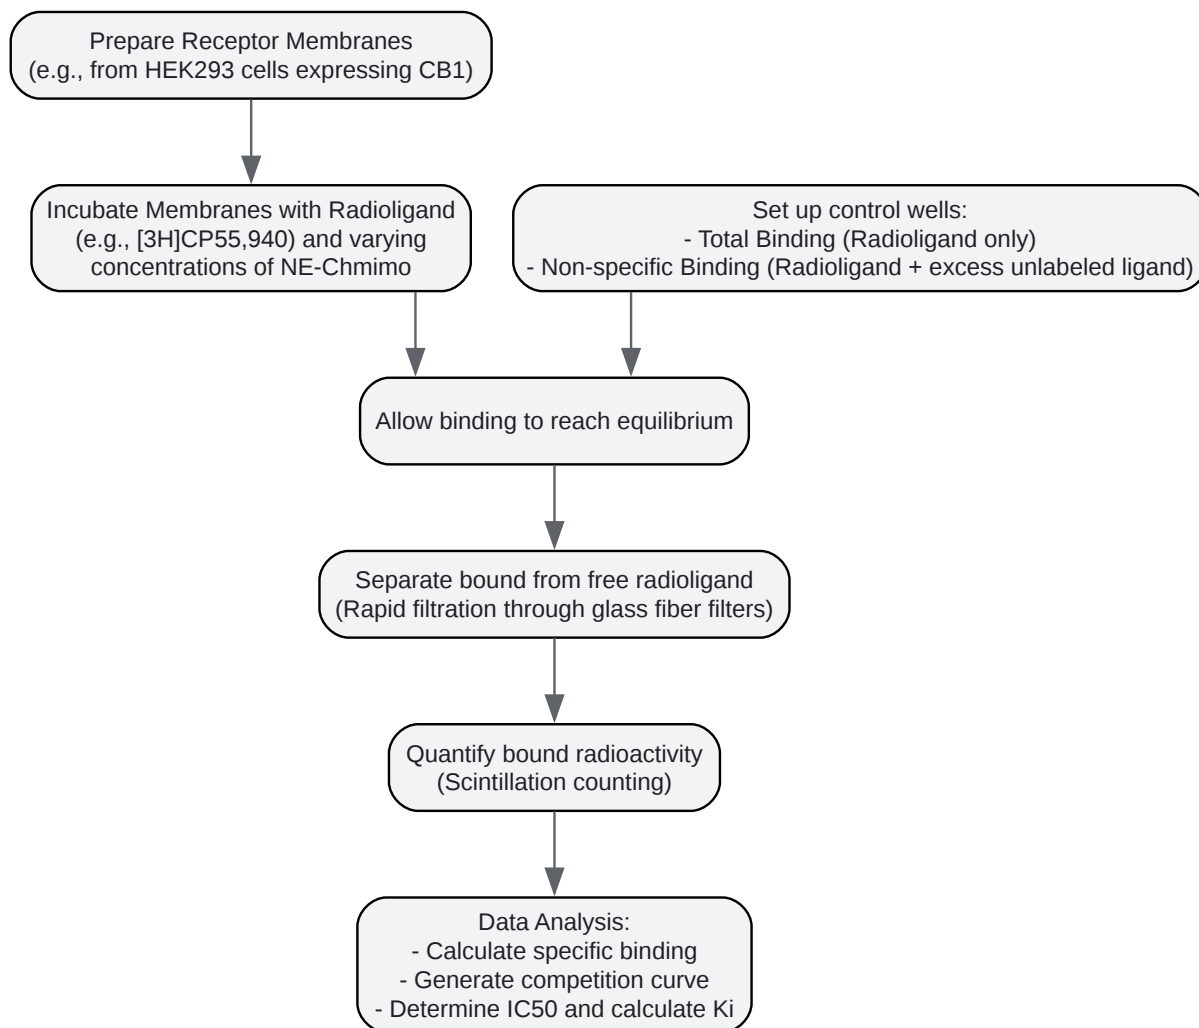 Prepare Receptor Membranes
(e.g., from HEK293 cells expressing CB1)
Incubate Membranes with Radioligand
(e.g., [3H]CP55,940) and varying
concentrations of NE-Chmimo
Set up control wells:
- Total Binding (Radioligand only)
- Non-specific Binding (Radioligand + excess unlabeled ligand)
Allow binding to reach equilibrium
Separate bound from free radioligand
(Rapid filtration through glass fiber filters)
Quantify bound radioactivity
(Scintillation counting)
Data Analysis:
- Calculate specific binding
- Generate competition curve
- Determine IC50 and calculate Ki